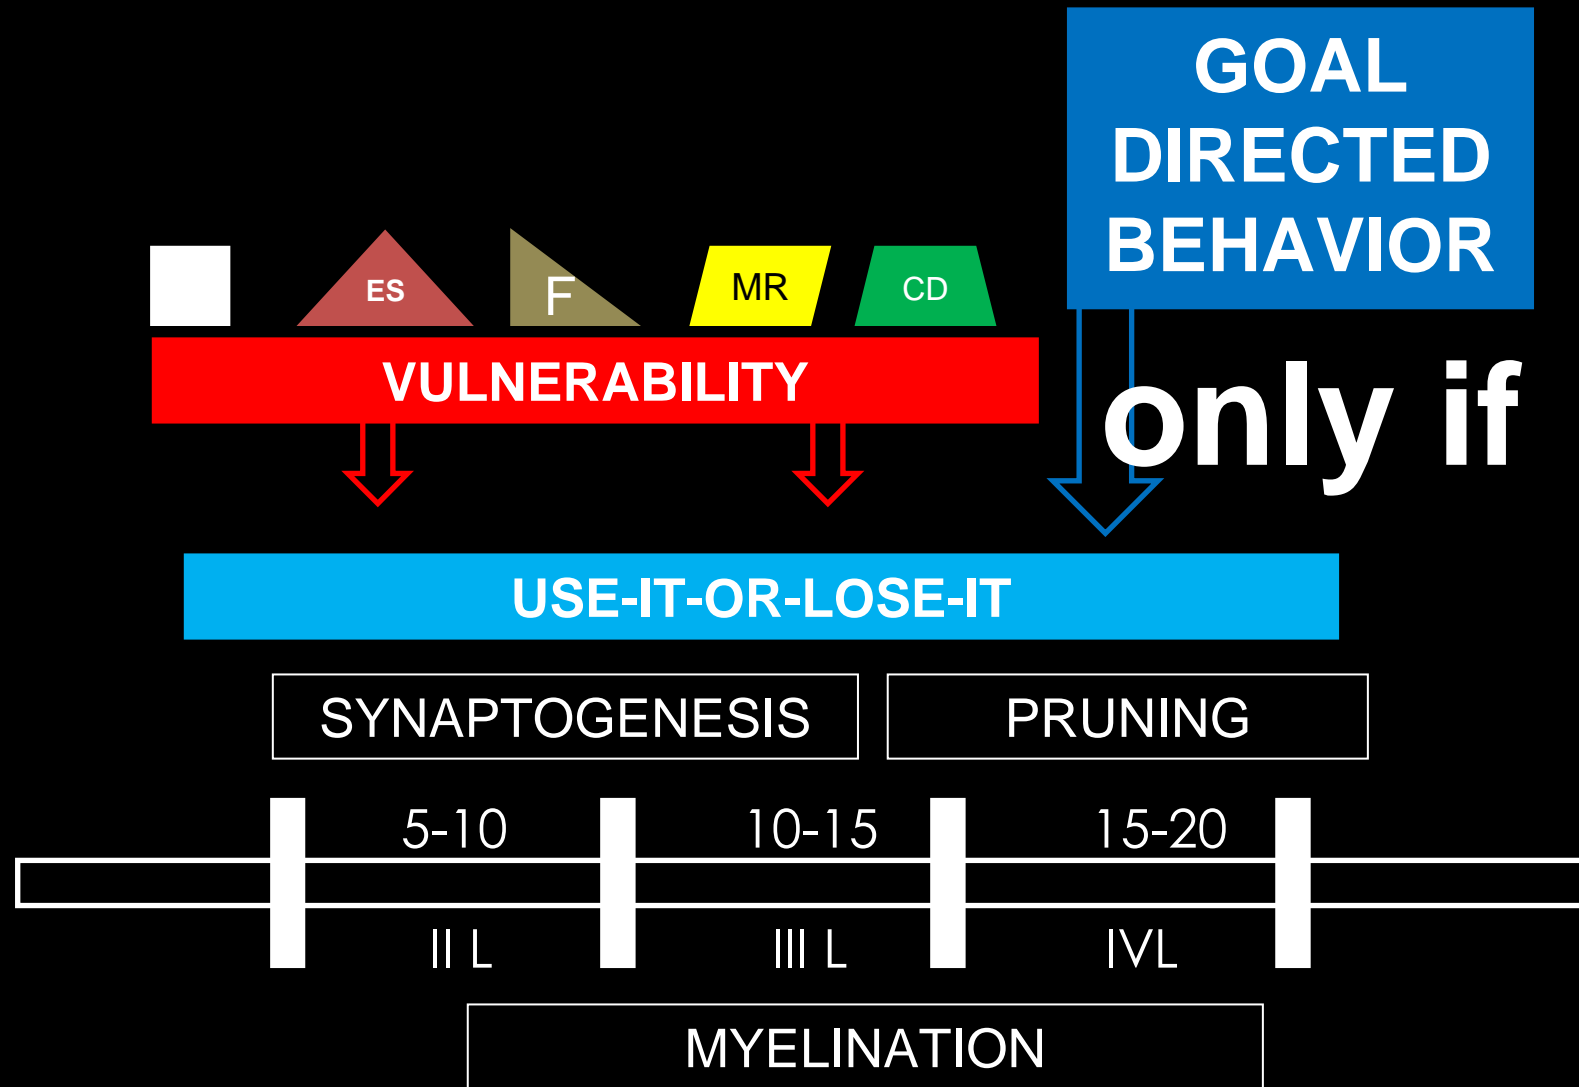 GOAL
DIRECTED
BEHAVIOR
ES
F
MR
CD
VULNERABILITY
only if
USE-IT-OR-LOSE-IT
SYNAPTOGENESIS
PRUNING
5-10
10-15
15-20
II L
III L
IVL
MYELINATION